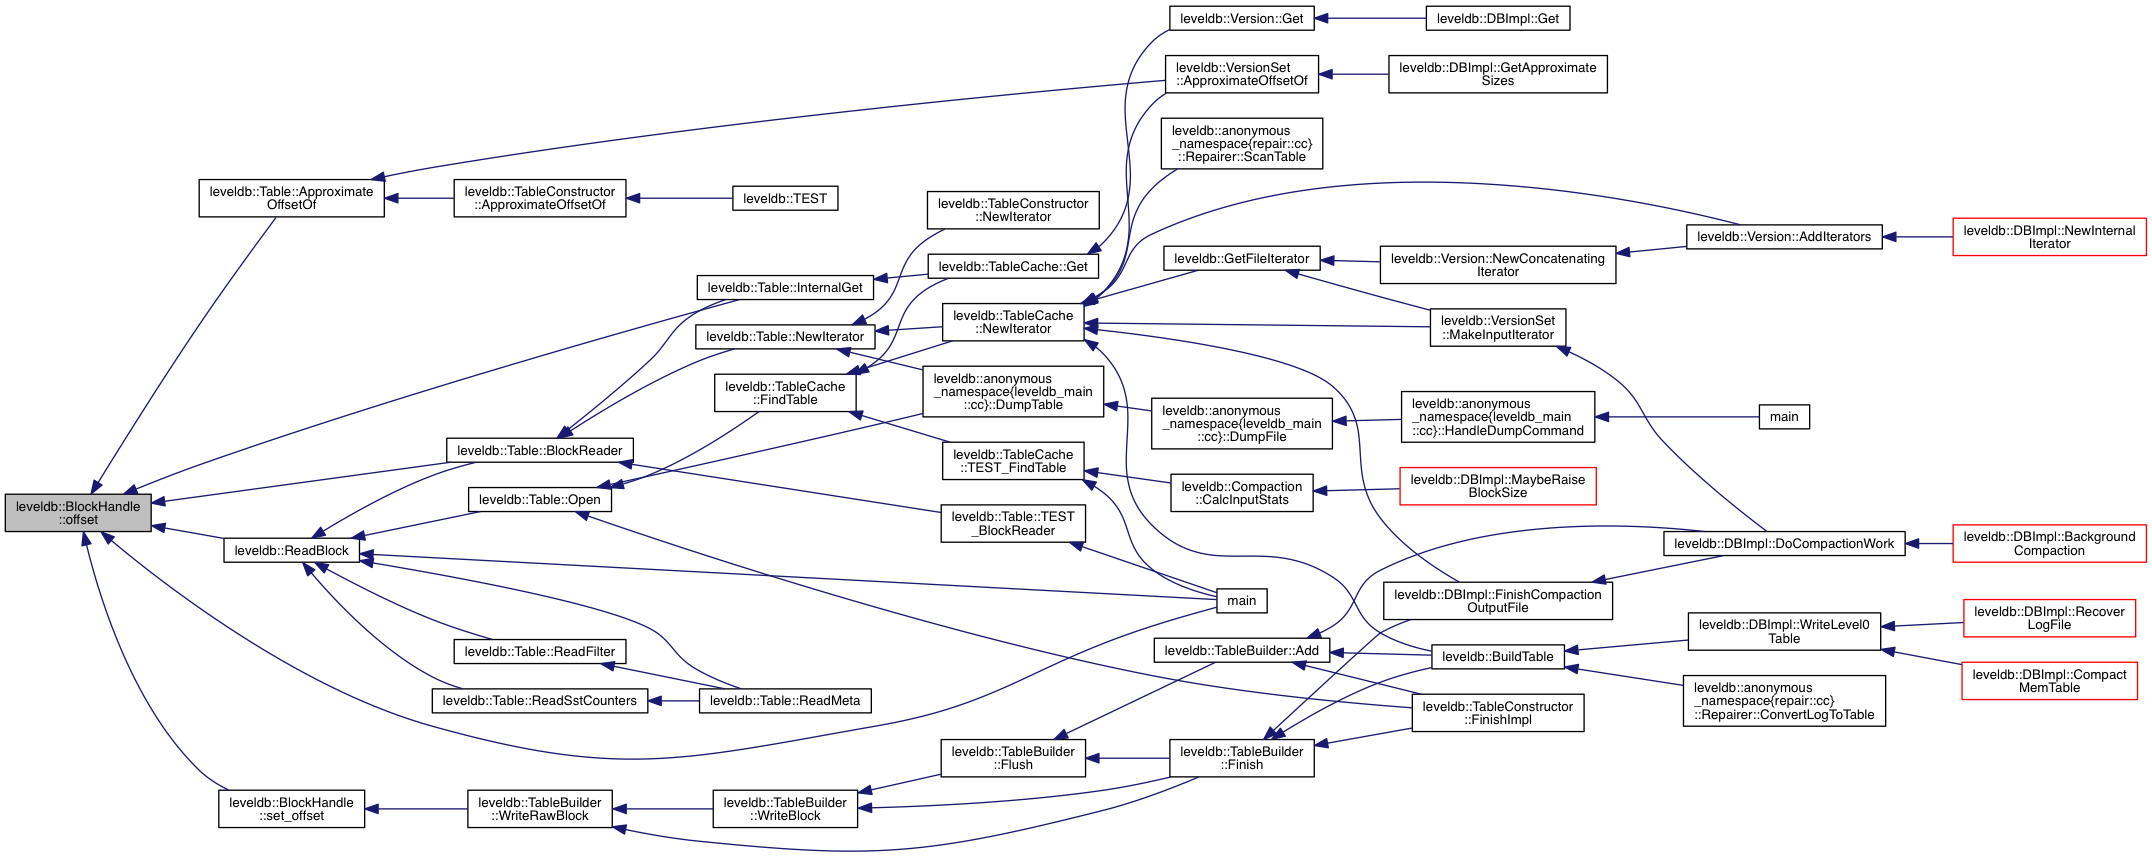 leveldb::BlockHandle
::offset
leveldb::Table::Approximate
OffsetOf
leveldb::TableConstructor
::ApproximateOffsetOf
leveldb::TEST
leveldb::Version::Get
leveldb::DBImpl::Get
leveldb::VersionSet
::ApproximateOffsetOf
leveldb::DBImpl::GetApproximate
Sizes
leveldb::anonymous
_namespace{repair::cc}
::Repairer::ScanTable
leveldb::TableConstructor
::NewIterator
leveldb::Table::InternalGet
leveldb::TableCache::Get
leveldb::GetFileIterator
leveldb::Version::NewConcatenating
Iterator
leveldb::Version::AddIterators
leveldb::DBImpl::NewInternal
Iterator
leveldb::Table::NewIterator
leveldb::TableCache
::NewIterator
leveldb::VersionSet
::MakeInputIterator
leveldb::TableCache
::FindTable
leveldb::anonymous
_namespace{leveldb_main
::cc}::DumpTable
leveldb::anonymous
_namespace{leveldb_main
::cc}::DumpFile
leveldb::anonymous
_namespace{leveldb_main
::cc}::HandleDumpCommand
main
leveldb::Table::BlockReader
leveldb::TableCache
::TEST_FindTable
leveldb::Compaction
::CalcInputStats
leveldb::DBImpl::MaybeRaise
BlockSize
leveldb::Table::Open
leveldb::Table::TEST
_BlockReader
leveldb::ReadBlock
leveldb::DBImpl::DoCompactionWork
leveldb::DBImpl::Background
Compaction
main
leveldb::DBImpl::FinishCompaction
OutputFile
leveldb::Table::ReadFilter
leveldb::TableBuilder::Add
leveldb::BuildTable
leveldb::DBImpl::WriteLevel0
Table
leveldb::DBImpl::Recover
LogFile
leveldb::DBImpl::Compact
MemTable
leveldb::Table::ReadSstCounters
leveldb::Table::ReadMeta
leveldb::TableConstructor
::FinishImpl
leveldb::anonymous
_namespace{repair::cc}
::Repairer::ConvertLogToTable
leveldb::TableBuilder
::Flush
leveldb::TableBuilder
::Finish
leveldb::BlockHandle
::set_offset
leveldb::TableBuilder
::WriteRawBlock
leveldb::TableBuilder
::WriteBlock